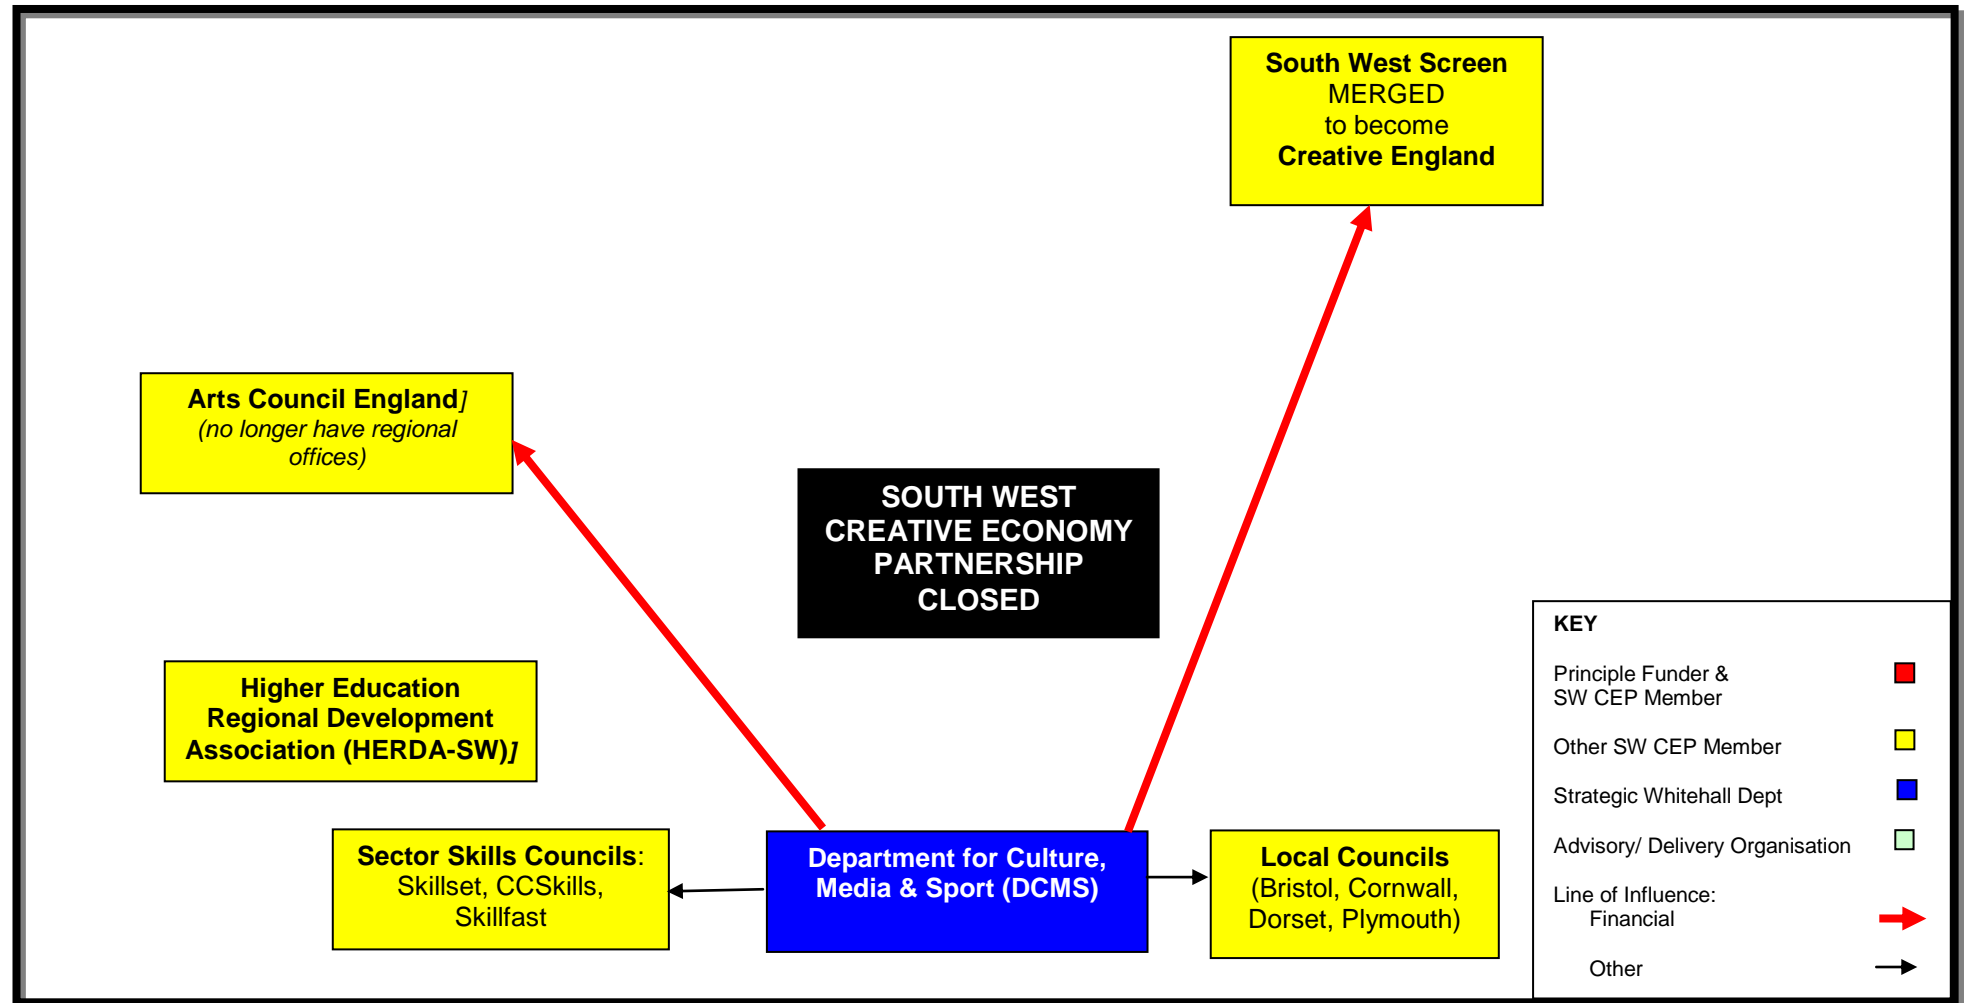 South West Screen
MERGED
to become
Creative England
Arts Council England]
(no longer have regional
offices)
SOUTH WEST
CREATIVE ECONOMY
PARTNERSHIP
CLOSED
Higher Education
Regional Development
Association (HERDA-SW)]
Sector Skills Councils:
Skillset, CCSkills,
Skillfast
Department for Culture,
Media & Sport (DCMS)
Local Councils
(Bristol, Cornwall,
Dorset, Plymouth)
KEY
Principle Funder &
SW CEP Member
Other SW CEP Member
Strategic Whitehall Dept
Advisory/ Delivery Organisation
Line of Influence:
Financial
Other